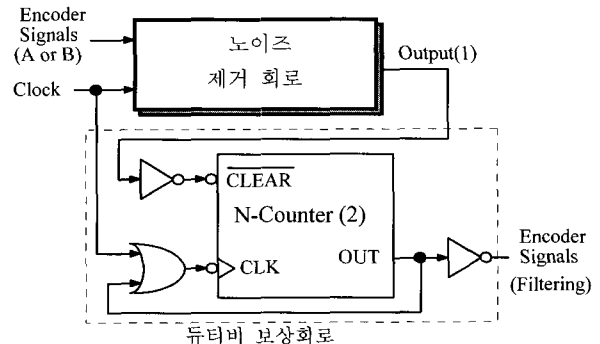 Encoder
Signals
(A or B)
Clock
노이즈
제거 회로
Output(1)
CLEAR
N-Counter (2)
CLK
OUT
Encoder
Signals
(Filtering)
듀티비 보상회로